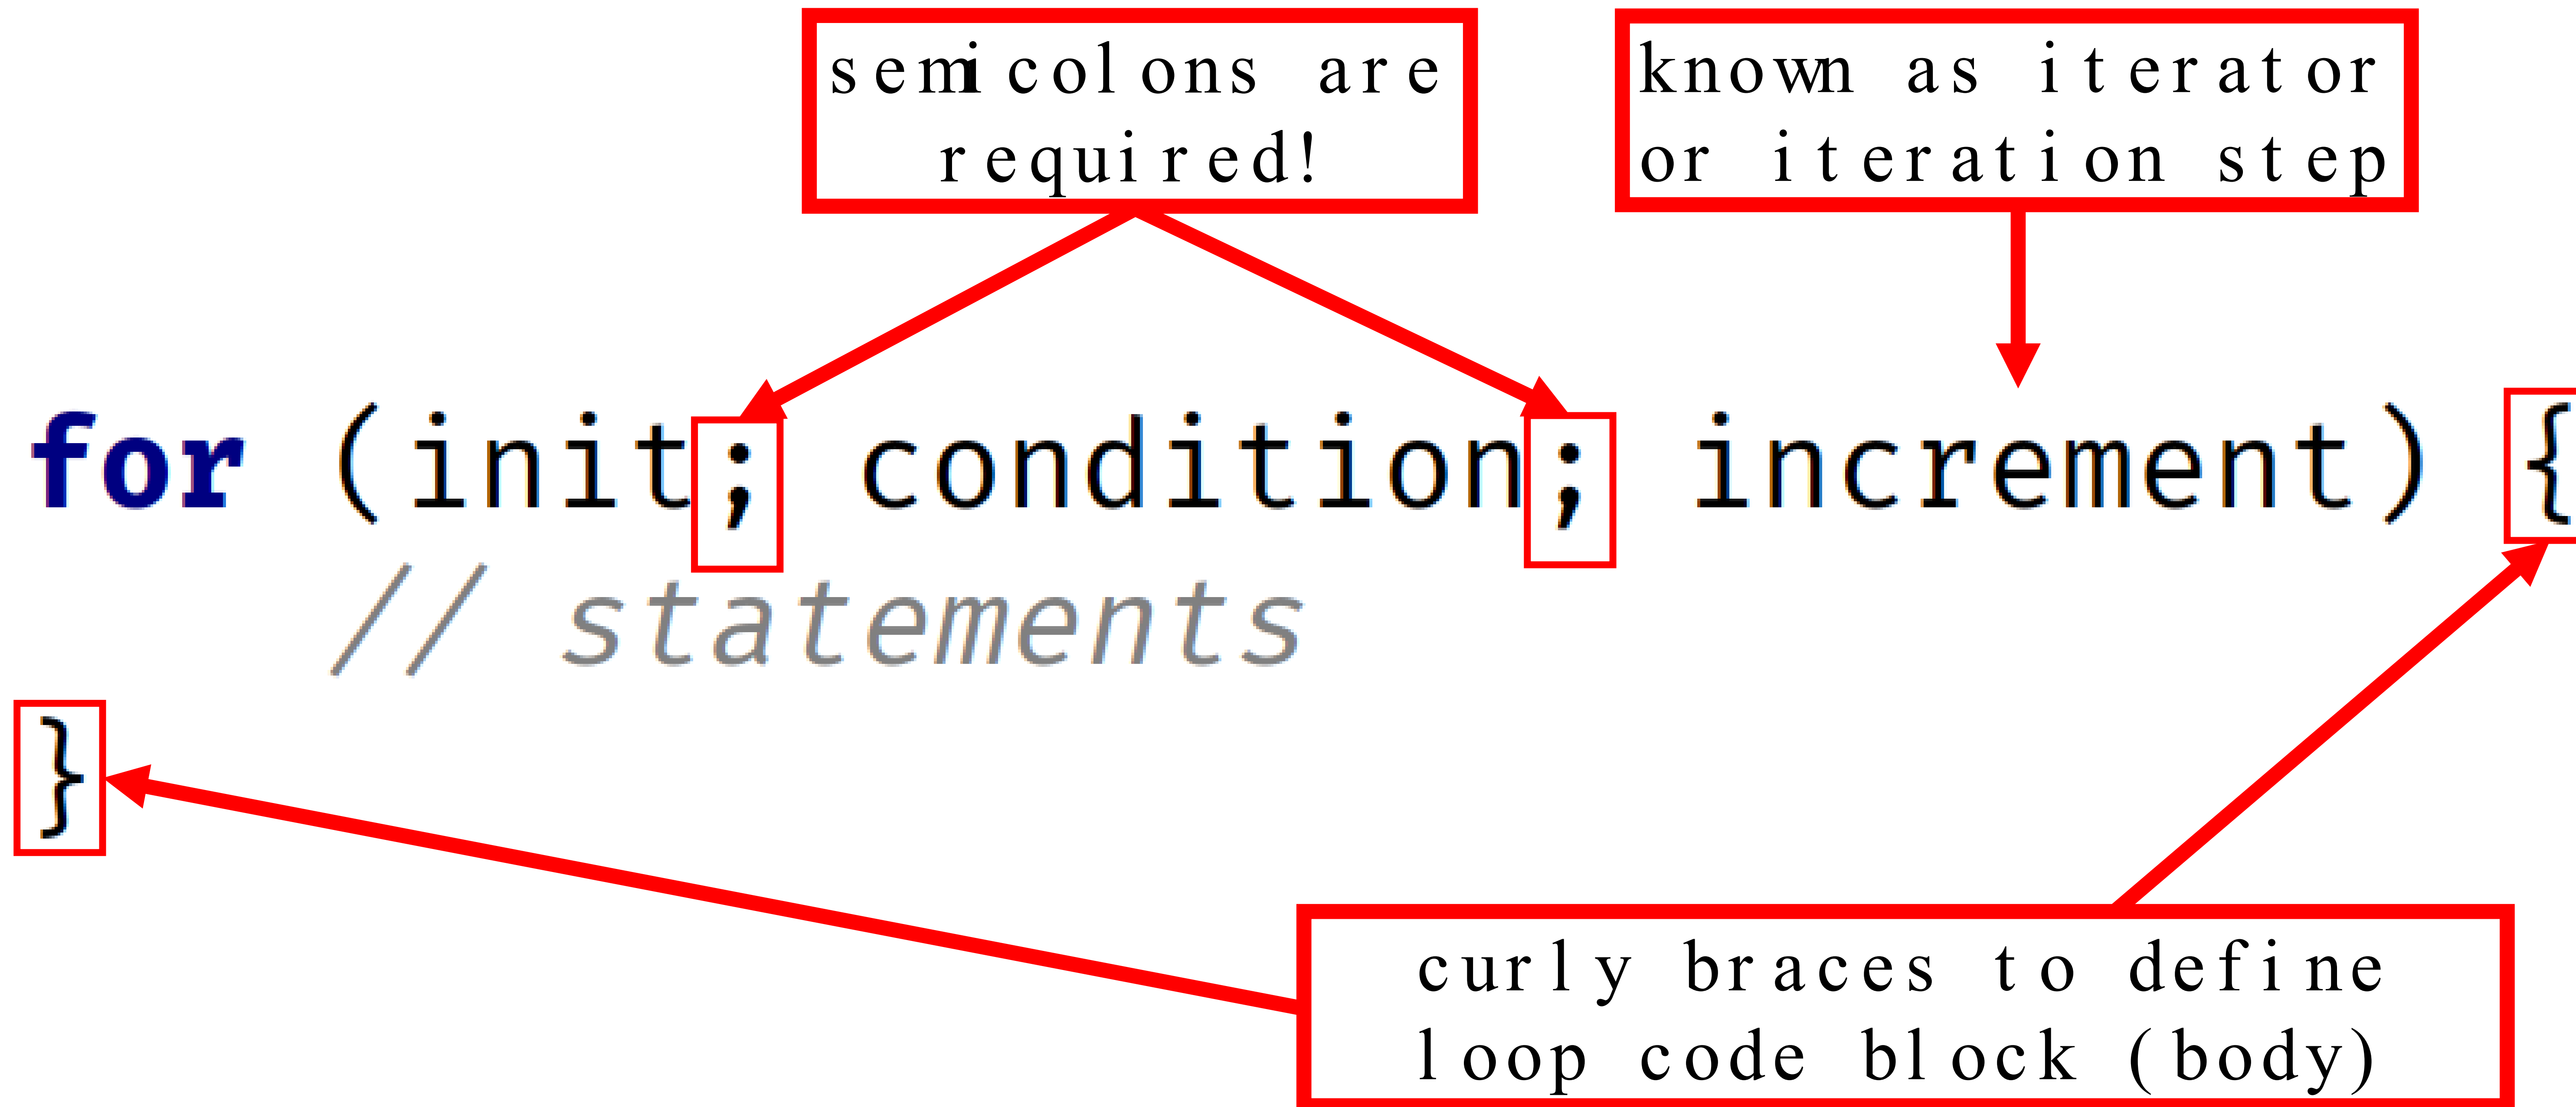 semicolons are
required!
known as iterator
or iteration step
for (init; condition; increment) {
// statements
}
curly braces to define
loop code block (body)